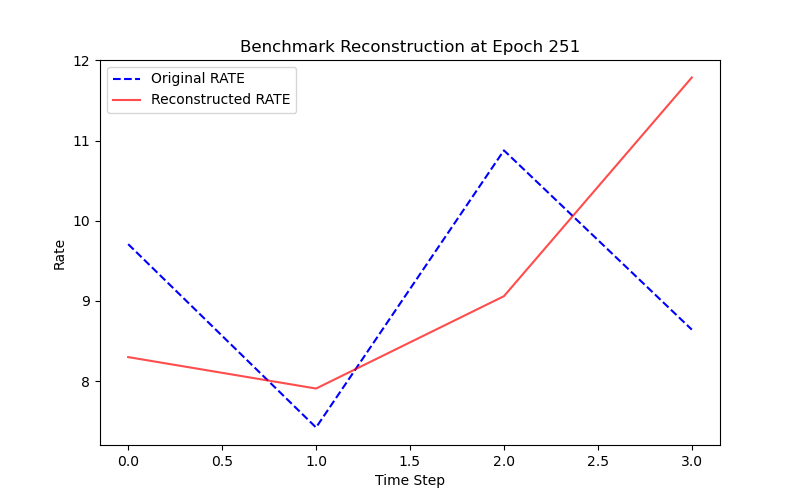 Benchmark Reconstruction at Epoch 251
Original RATE
Reconstructed RATE
12
11
10
9
8
Rate
0.0 0.5 1.0 1.5 2.0 2.5 3.0
Time Step